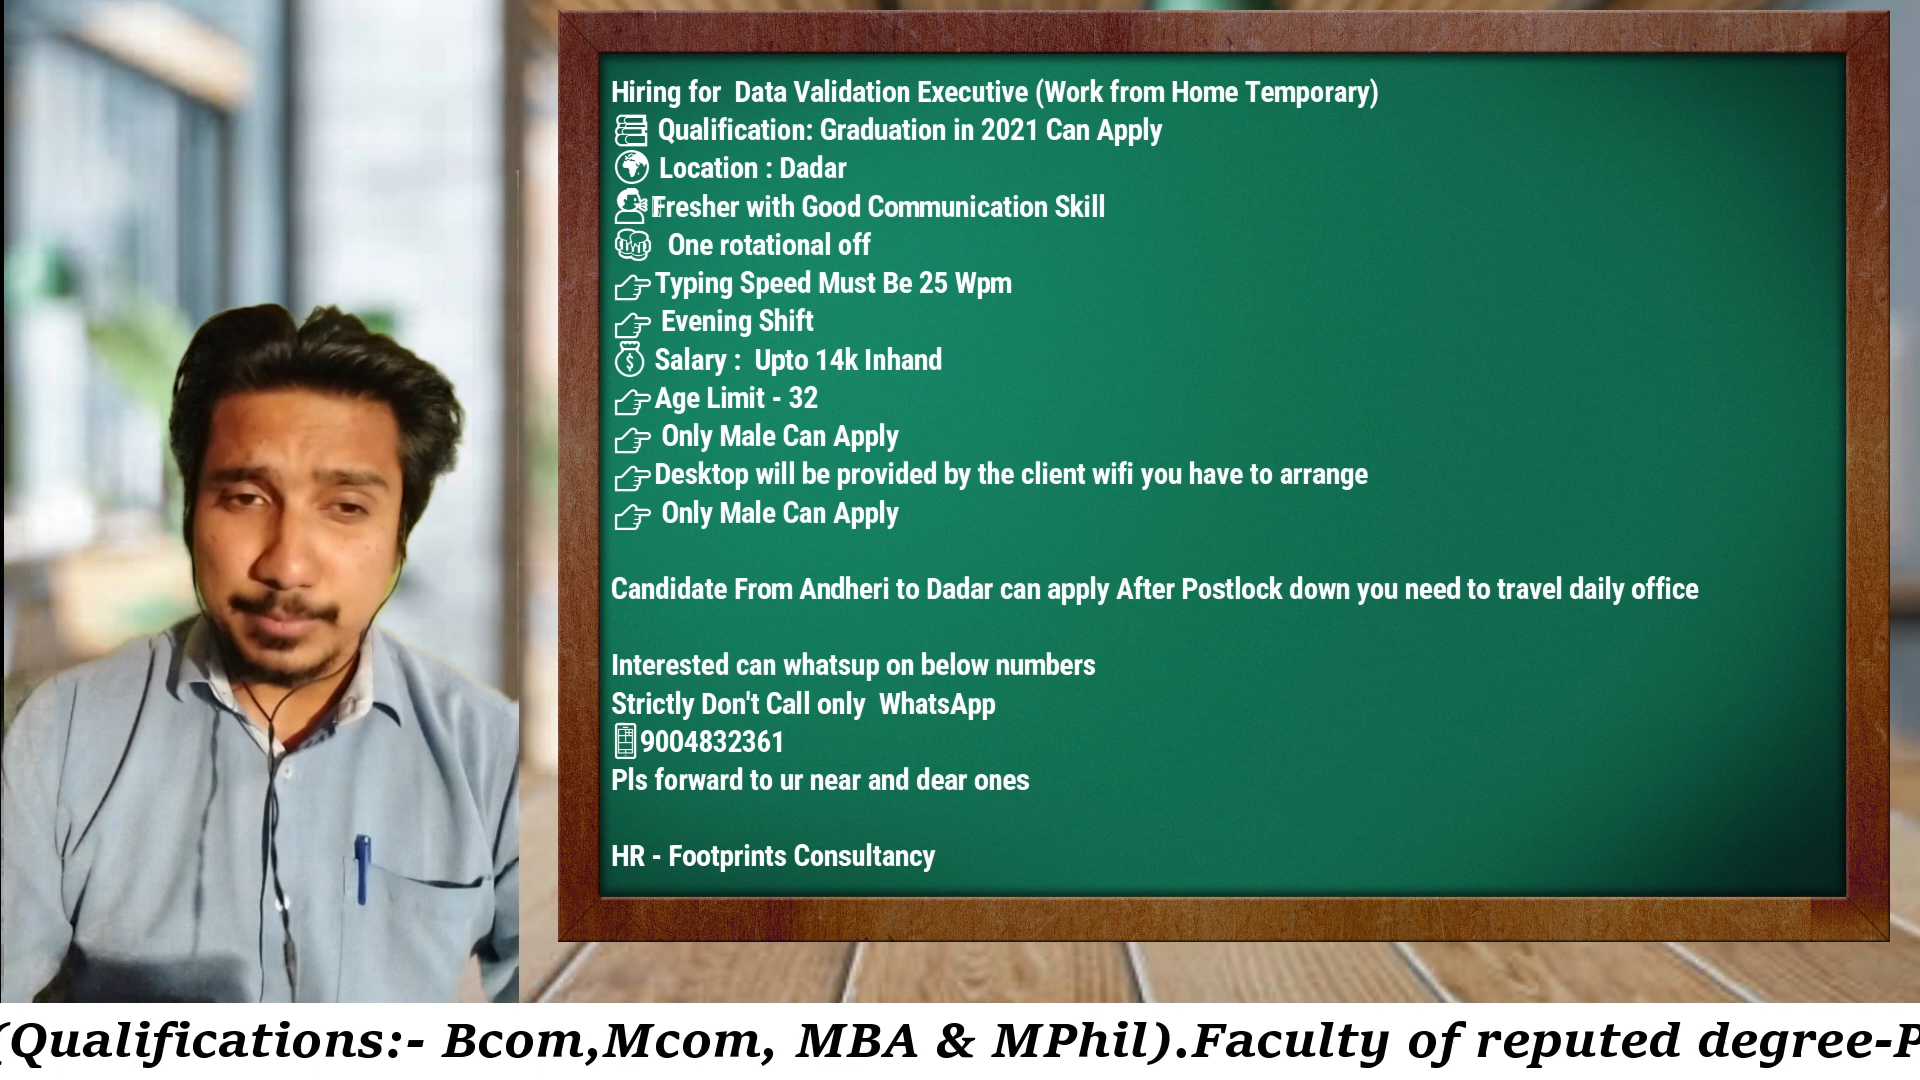 Hiring for  Data Validation Executive (Work from Home Temporary)
📚 Qualification: Graduation in 2021 Can Apply
🌍 Location : Dadar
🗣Fresher with Good Communication Skill
🍻 One rotational off
👉Typing Speed Must Be 25 Wpm
👉 Evening Shift
💰 Salary :  Upto 14k Inhand
👉Age Limit - 32
👉 Only Male Can Apply
👉Desktop will be provided by the client wifi you have to arrange
👉 Only Male Can Apply
Candidate From Andheri to Dadar can apply After Postlock down you need to travel daily office
Interested can whatsup on below numbers
Strictly Don't Call only  WhatsApp
📱9004832361
Pls forward to ur near and dear ones
HR - Footprints Consultancy
(Qualifications:- Bcom,Mcom, MBA & MPhil).Faculty of reputed degree-P